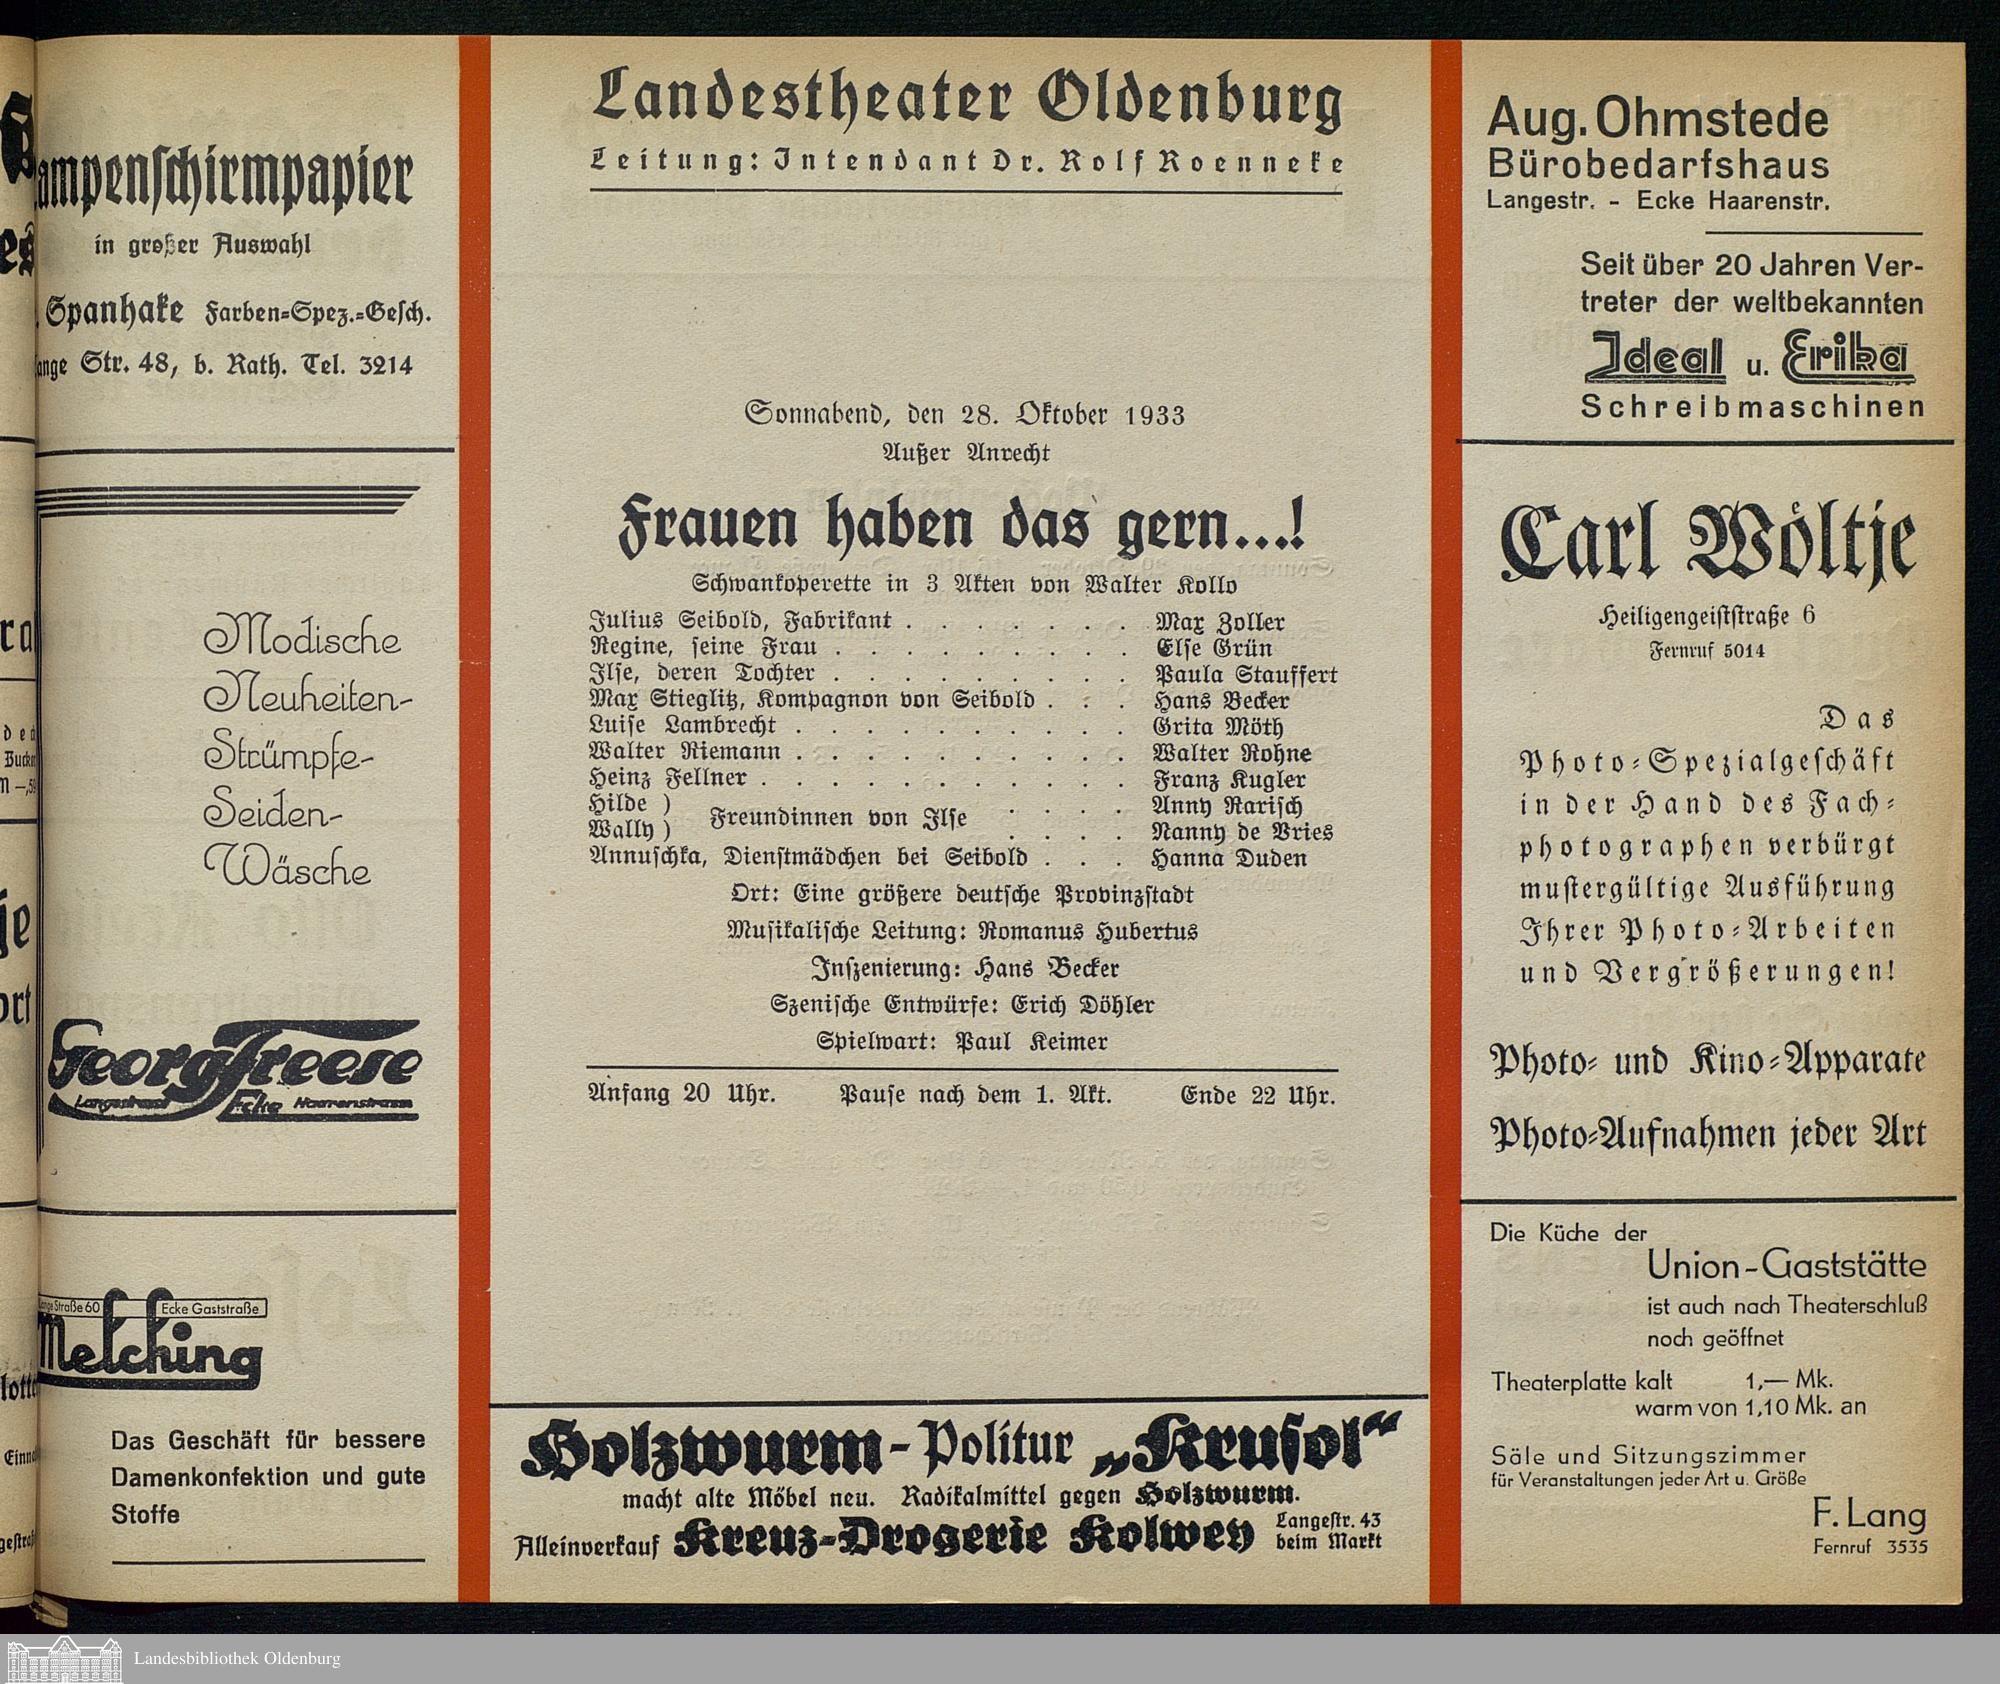 Lampenschirmpapier
in großer Auswahl
Spanhake Farben-Spez.-Gesch.
Lange Str. 48, b. Rath. Tel. 3214
Modische
Neuheiten-
Strümpfe-
Seiden-
Wäsche
Georg Freese
Langestrasse Ecke Haarenstrasse
Lange Straße 60 Ecke Gaststraße
Melching
Das Geschäft für bessere
Damenkonfektion und gute
Stoffe
Landestheater Oldenburg
Leitung: Intendant Dr. Rolf Roenneke
Sonnabend, den 28. Oktober 1933
Außer Anrecht
Frauen haben das gern...!
Schwankoperette in 3 Akten von Walter Kollo
Julius Seibold, Fabrikant . . . . . . . Max Zoller
Regine, seine Frau . . . . . . . . . Else Grün
Ilse, deren Tochter . . . . . . . . . Paula Stauffert
Max Stieglitz, Kompagnon von Seibold . . . Hans Becker
Luise Lambrecht . . . . . . . . . . Grita Möth
Walter Riemann . . . . . . . . . . Walter Rohne
Heinz Fellner . . . . . . . . . . . Franz Kugler
Hilde ) . . . . Anny Rarisch
Freundinnen von Ilse
Wally ) . . . . Nanny de Vries
Annuschka, Dienstmädchen bei Seibold . . . Hanna Duden
Ort: Eine größere deutsche Provinzstadt
Musikalische Leitung: Romanus Hubertus
Inszenierung: Hans Becker
Szenische Entwürfe: Erich Döhler
Spielwart: Paul Keimer
Anfang 20 Uhr. Pause nach dem 1. Akt. Ende 22 Uhr.
Holzwurm-Politur „Krusol“
macht alte Möbel neu. Radikalmittel gegen Holzwurm.
Alleinverkauf Kreuz-Drogerie Kolwey Langestr. 43
beim Markt
Aug. Ohmstede
Bürobedarfshaus
Langestr. - Ecke Haarenstr.
Seit über 20 Jahren Ver-
treter der weltbekannten
Ideal u. Erika
Schreibmaschinen
Carl Wöltje
Heiligengeiststraße 6
Fernruf 5014
Das
Photo-Spezialgeschäft
in der Hand des Fach-
photographen verbürgt
mustergültige Ausführung
Ihrer Photo-Arbeiten
und Vergrößerungen!
Photo- und Kino-Apparate
Photo-Aufnahmen jeder Art
Die Küche der
Union-Gaststätte
ist auch nach Theaterschluß
noch geöffnet
Theaterplatte kalt 1,— Mk.
warm von 1,10 Mk. an
Säle und Sitzungszimmer
für Veranstaltungen jeder Art u. Größe
F. Lang
Fernruf 3535
Landesbibliothek Oldenburg